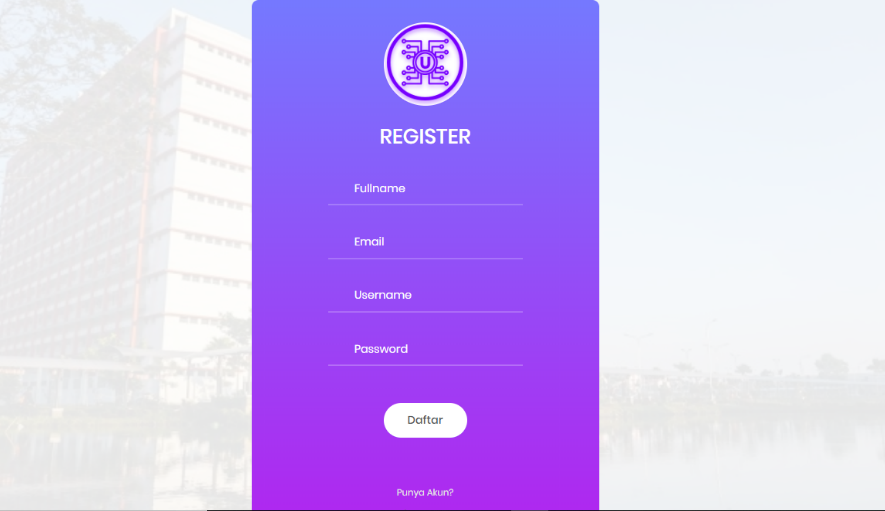 U
REGISTER
Fullname
Email
Username
Password
Daftar
Punya Akun?